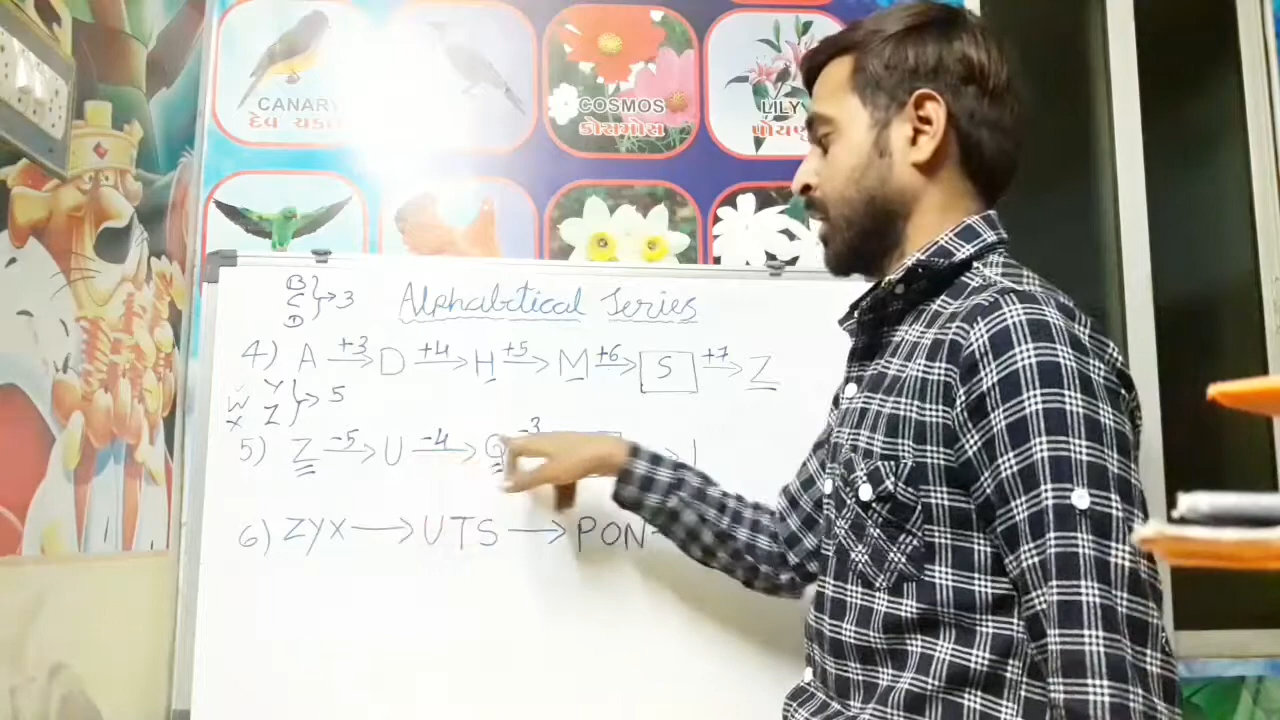 CANARY
COSMOS
કોસમોસ
LILY
Alphabetical Series
B
C } → 3
D
4) A +3→ D +4→ H +5→ M +6→ S +7→ Z
W Y
X Z } → 5
5) Z -5→ U -4→ Q -3 → L
6) ZYX → UTS → PON